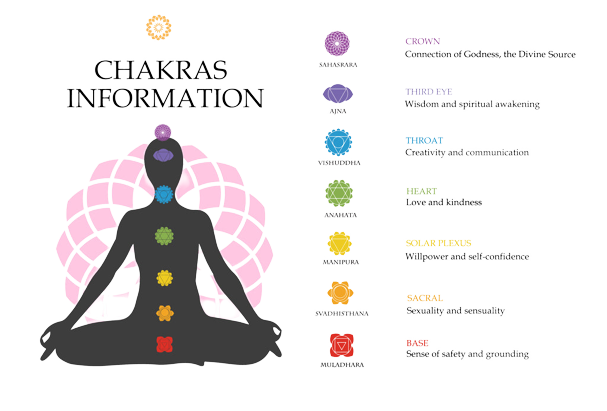 CHAKRAS
INFORMATION
SAHASRARA
CROWN
Connection of Godness, the Divine Source
AJNA
THIRD EYE
Wisdom and spiritual awakening
VISHUDDHA
THROAT
Creativity and communication
ANAHATA
HEART
Love and kindness
MANIPURA
SOLAR PLEXUS
Willpower and self-confidence
SVADHISTHANA
SACRAL
Sexuality and sensuality
MULADHARA
BASE
Sense of safety and grounding